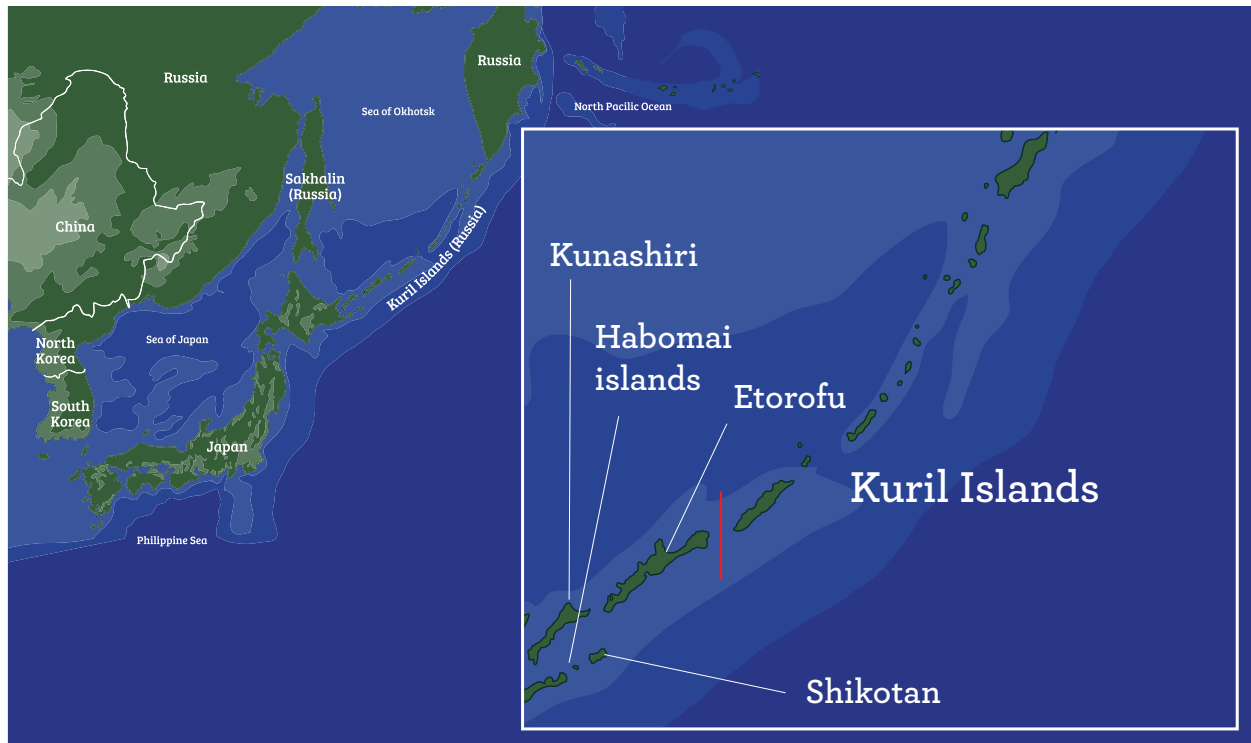 Russia
Russia
Sea of Okhotsk
North Pacific Ocean
Sakhalin
(Russia)
China
Kuril Islands (Russia)
Sea of Japan
North
Korea
South
Korea
Japan
Philippine Sea
Kunashiri
Habomai
islands
Etorofu
Kuril Islands
Shikotan